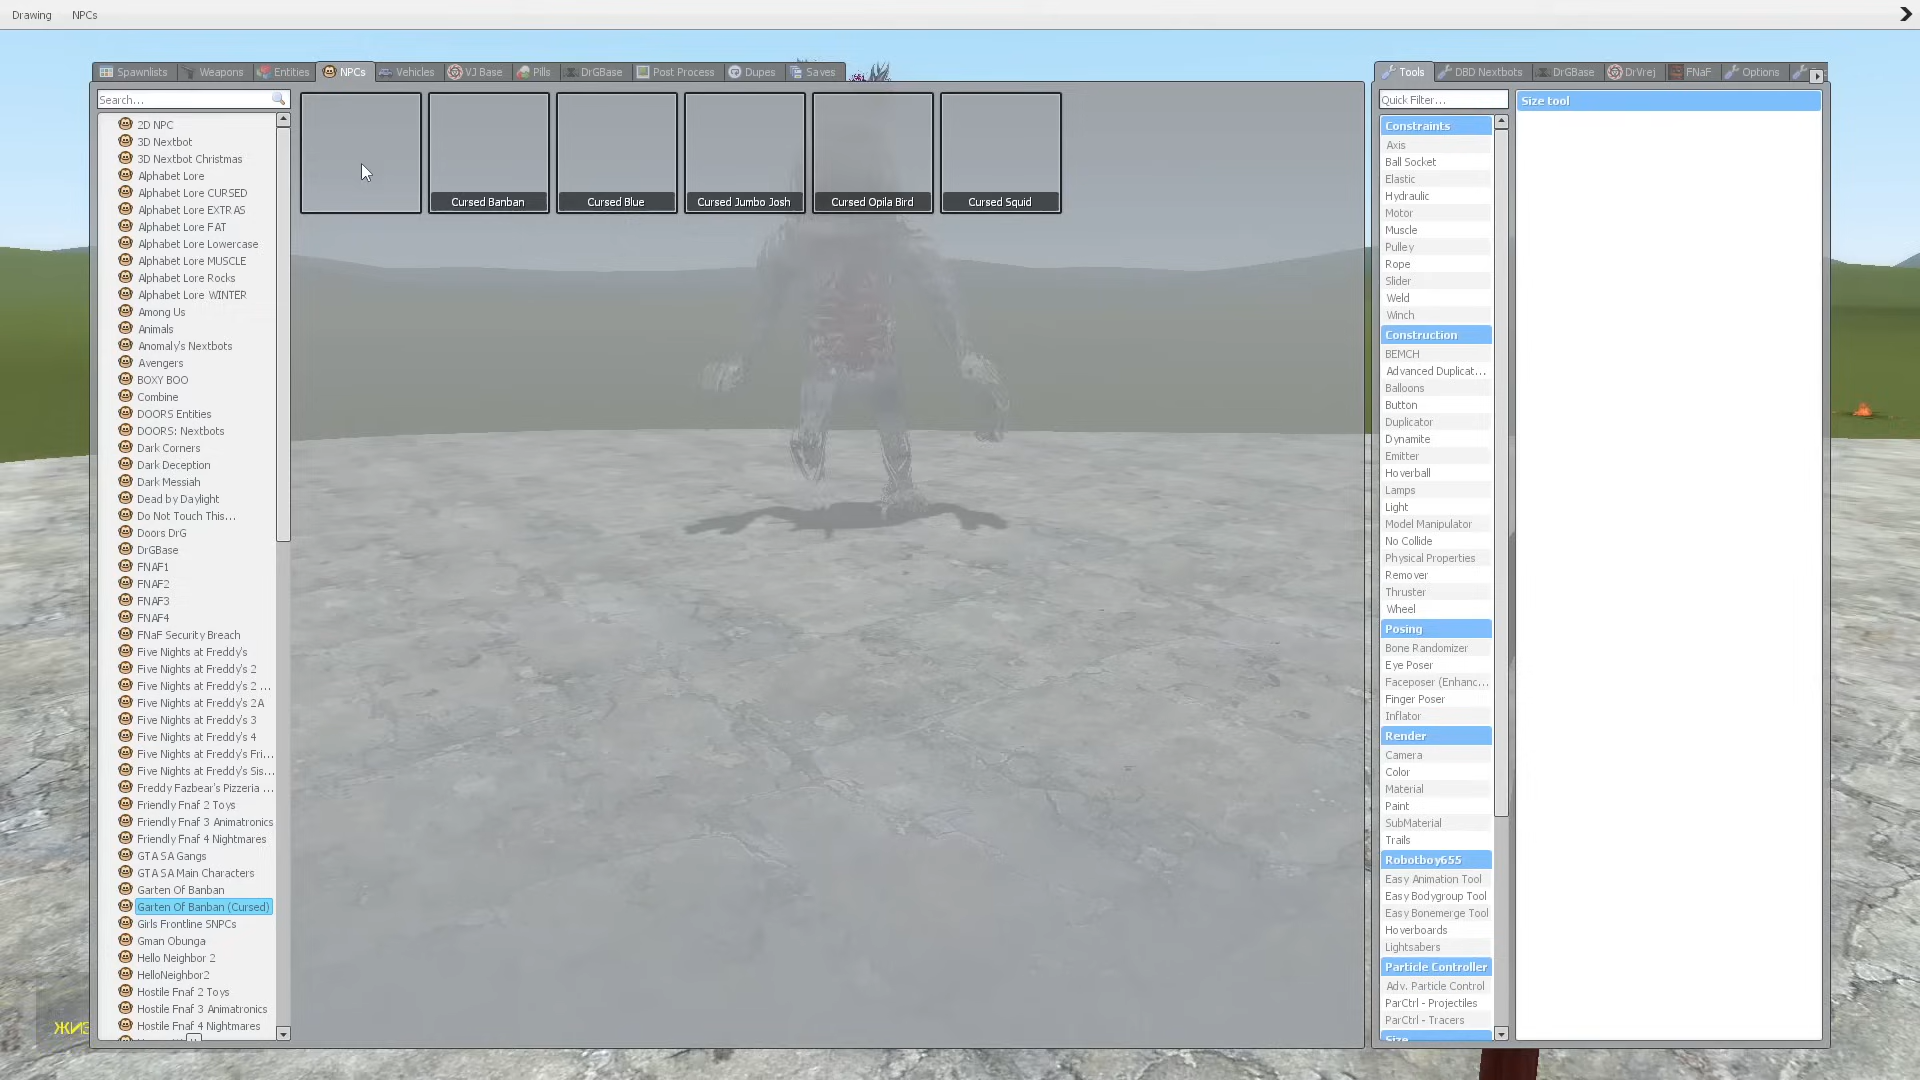 Drawing NPCs
Spawnlists Weapons Entities NPCs Vehicles VJ Base Pills DrGBase Post Process Dupes Saves
Tools DBD Nextbots DrGBase DrVrej FNaF Options
Search...
2D NPC
3D Nextbot
3D Nextbot Christmas
Alphabet Lore
Alphabet Lore CURSED
Alphabet Lore EXTRAS
Alphabet Lore FAT
Alphabet Lore Lowercase
Alphabet Lore MUSCLE
Alphabet Lore Rocks
Alphabet Lore WINTER
Among Us
Animals
Anomaly's Nextbots
Avengers
BOXY BOO
Combine
DOORS Entities
DOORS: Nextbots
Dark Corners
Dark Deception
Dark Messiah
Dead by Daylight
Do Not Touch This...
Doors DrG
DrGBase
FNAF1
FNAF2
FNAF3
FNAF4
FNaF Security Breach
Five Nights at Freddy's
Five Nights at Freddy's 2
Five Nights at Freddy's 2 ...
Five Nights at Freddy's 2A
Five Nights at Freddy's 3
Five Nights at Freddy's 4
Five Nights at Freddy's Fri...
Five Nights at Freddy's Sis...
Freddy Fazbear's Pizzeria ...
Friendly Fnaf 2 Toys
Friendly Fnaf 3 Animatronics
Friendly Fnaf 4 Nightmares
GTA SA Gangs
GTA SA Main Characters
Garten Of Banban
Garten Of Banban (Cursed)
Girls Frontline SNPCs
Gman Obunga
Hello Neighbor 2
HelloNeighbor2
Hostile Fnaf 2 Toys
Hostile Fnaf 3 Animatronics
Hostile Fnaf 4 Nightmares
ЖИЗ
Cursed Banban
Cursed Blue
Cursed Jumbo Josh
Cursed Opila Bird
Cursed Squid
Quick Filter...
Constraints
Axis
Ball Socket
Elastic
Hydraulic
Motor
Muscle
Pulley
Rope
Slider
Weld
Winch
Construction
BEMCH
Advanced Duplicat...
Balloons
Button
Duplicator
Dynamite
Emitter
Hoverball
Lamps
Light
Model Manipulator
No Collide
Physical Properties
Remover
Thruster
Wheel
Posing
Bone Randomizer
Eye Poser
Faceposer (Enhanc...
Finger Poser
Inflator
Render
Camera
Color
Material
Paint
SubMaterial
Trails
Robotboy655
Easy Animation Tool
Easy Bodygroup Tool
Easy Bonemerge Tool
Hoverboards
Lightsabers
Particle Controller
Adv. Particle Control
ParCtrl - Projectiles
ParCtrl - Tracers
Size
Size tool